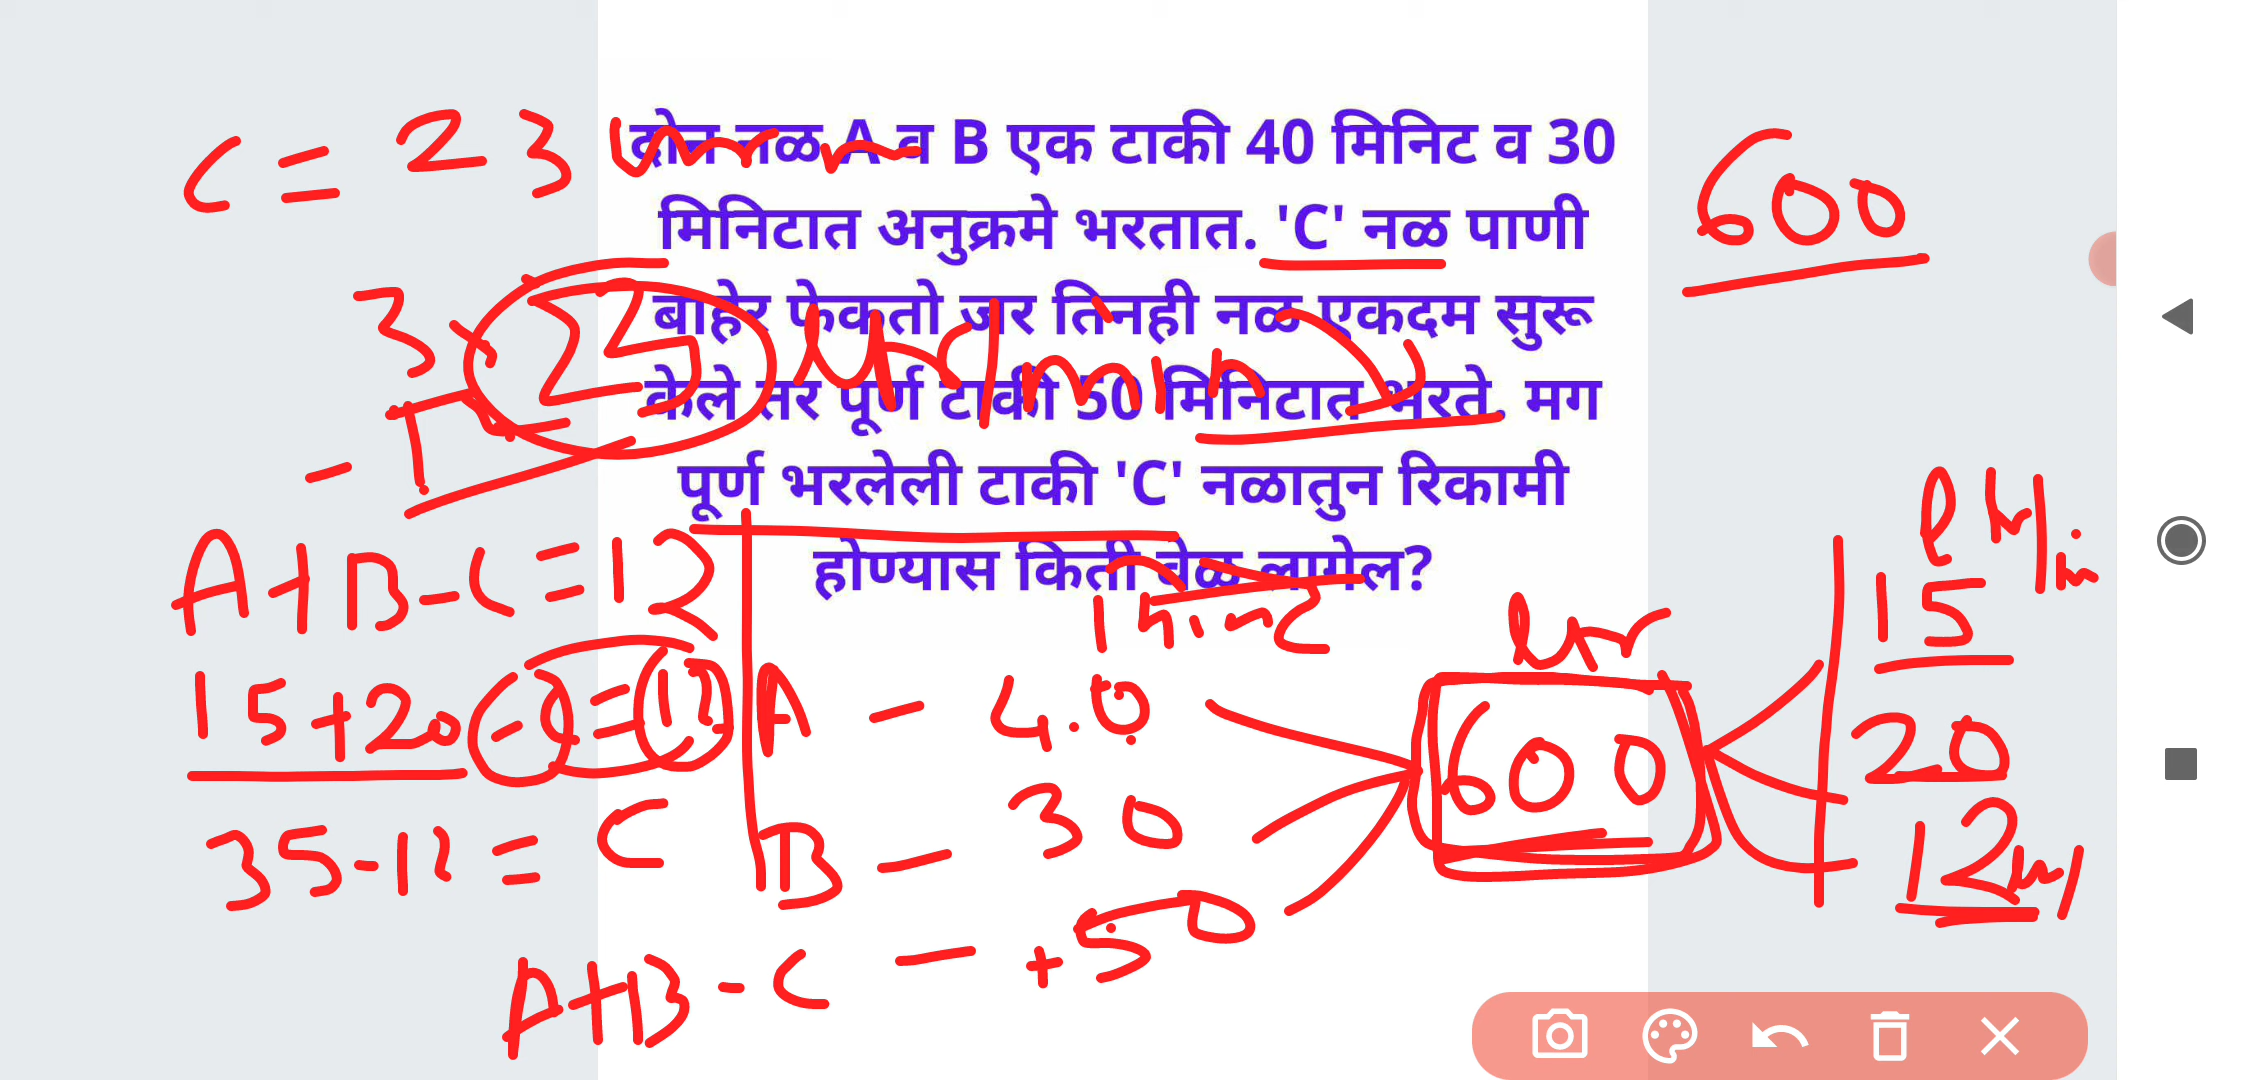 दोन नळ A व B एक टाकी 40 मिनिट व 30
मिनिटात अनुक्रमे भरतात. 'C' नळ पाणी
बाहेर फेकतो जर तिनही नळ एकदम सुरू
केले तर पूर्ण टाकी 50 मिनिटात भरते. मग
पूर्ण भरलेली टाकी 'C' नळातुन रिकामी
होण्यास किती वेळ लागेल?
C = 23
600
A+B-C=12
15+20-C=12
35-12=C
A - 40
B - 30
A+B-C - +50
600
15
20
12